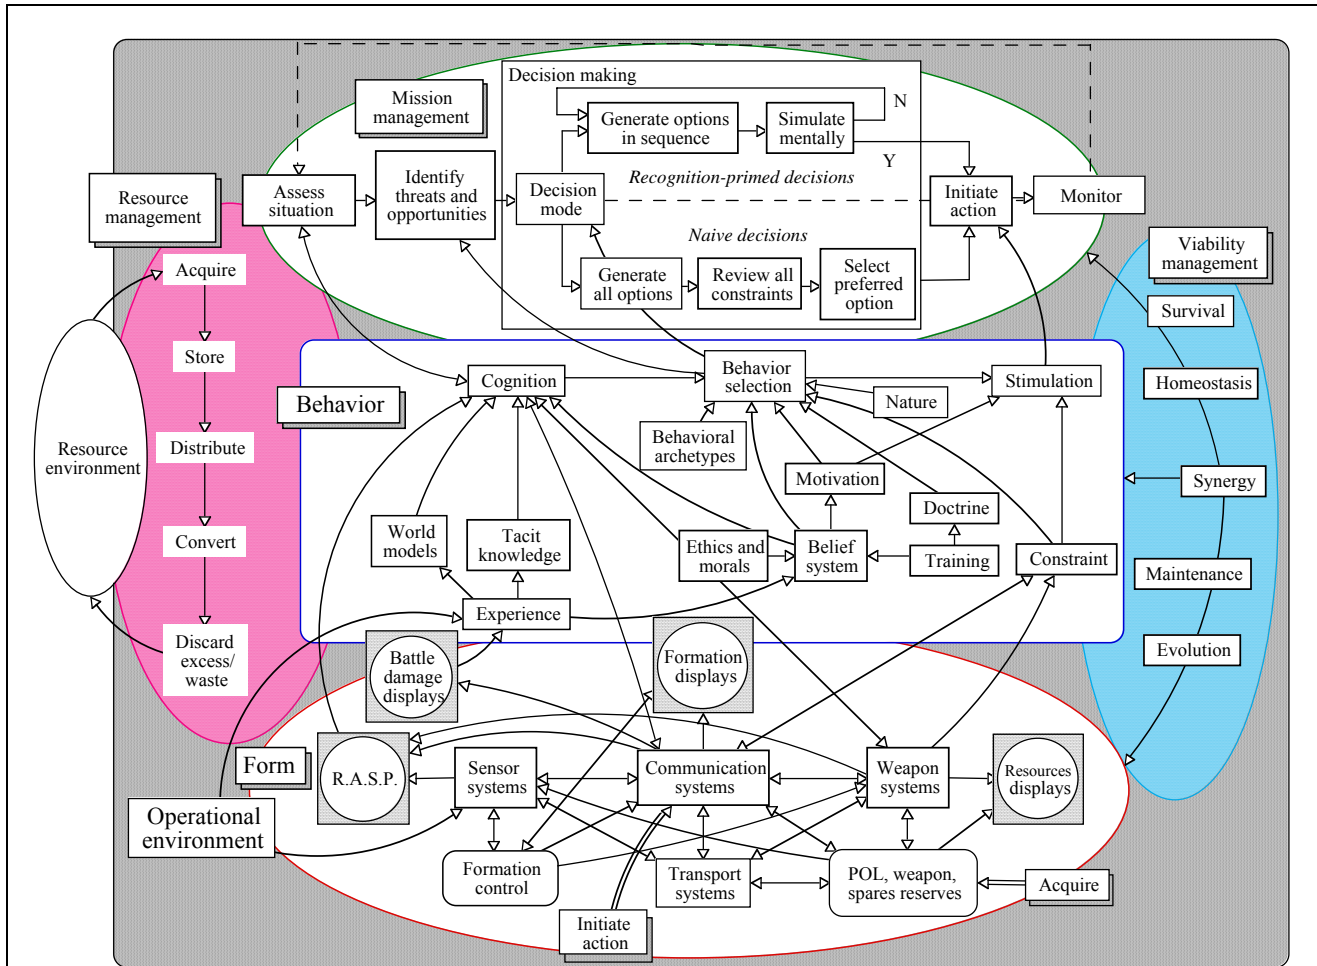 Decision making
Mission
management
N
Generate options
in sequence
Simulate
mentally
Y
Resource
management
Assess
situation
Identify
threats and
opportunities
Decision
mode
Recognition-primed decisions
Initiate
action
Monitor
Naive decisions
Viability
management
Acquire
Generate
all options
Review all
constraints
Select
preferred
option
Survival
Store
Cognition
Behavior
selection
Stimulation
Homeostasis
Behavior
Nature
Resource
environment
Distribute
Behavioral
archetypes
Motivation
Synergy
Doctrine
World
models
Tacit
knowledge
Ethics and
morals
Belief
system
Training
Constraint
Convert
Maintenance
Experience
Discard
excess/
waste
Battle
damage
displays
Formation
displays
Evolution
Form
R.A.S.P.
Sensor
systems
Communication
systems
Weapon
systems
Resources
displays
Operational
environment
Formation
control
Transport
systems
POL, weapon,
spares reserves
Acquire
Initiate
action